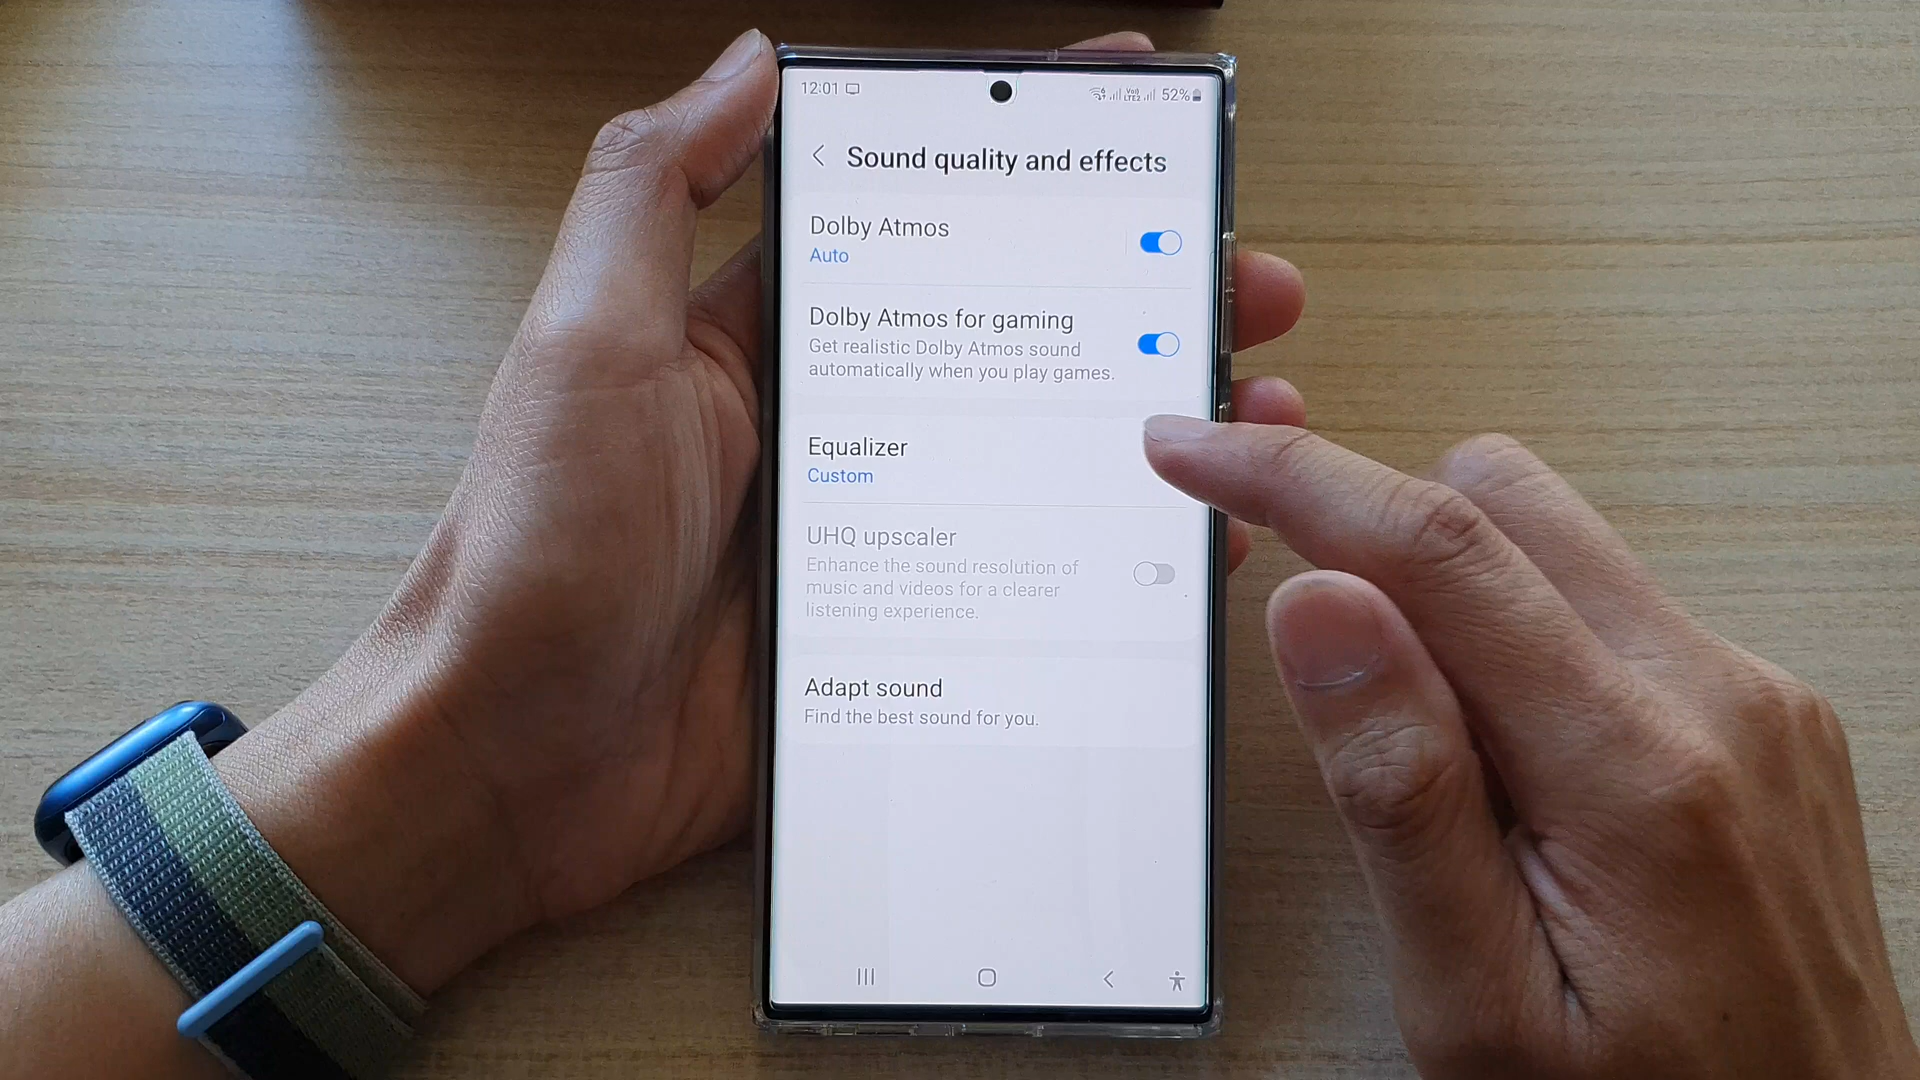 12:01
52%
Sound quality and effects
Dolby Atmos
Auto
Dolby Atmos for gaming
Get realistic Dolby Atmos sound
automatically when you play games.
Equalizer
Custom
UHQ upscaler
Enhance the sound resolution of
music and videos for a clearer
listening experience.
Adapt sound
Find the best sound for you.